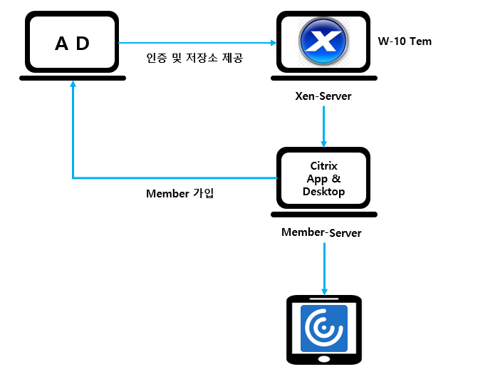 A D
인증 및 저장소 제공
X
W-10 Tem
Xen-Server
Citrix
App &
Desktop
Member 가입
Member-Server